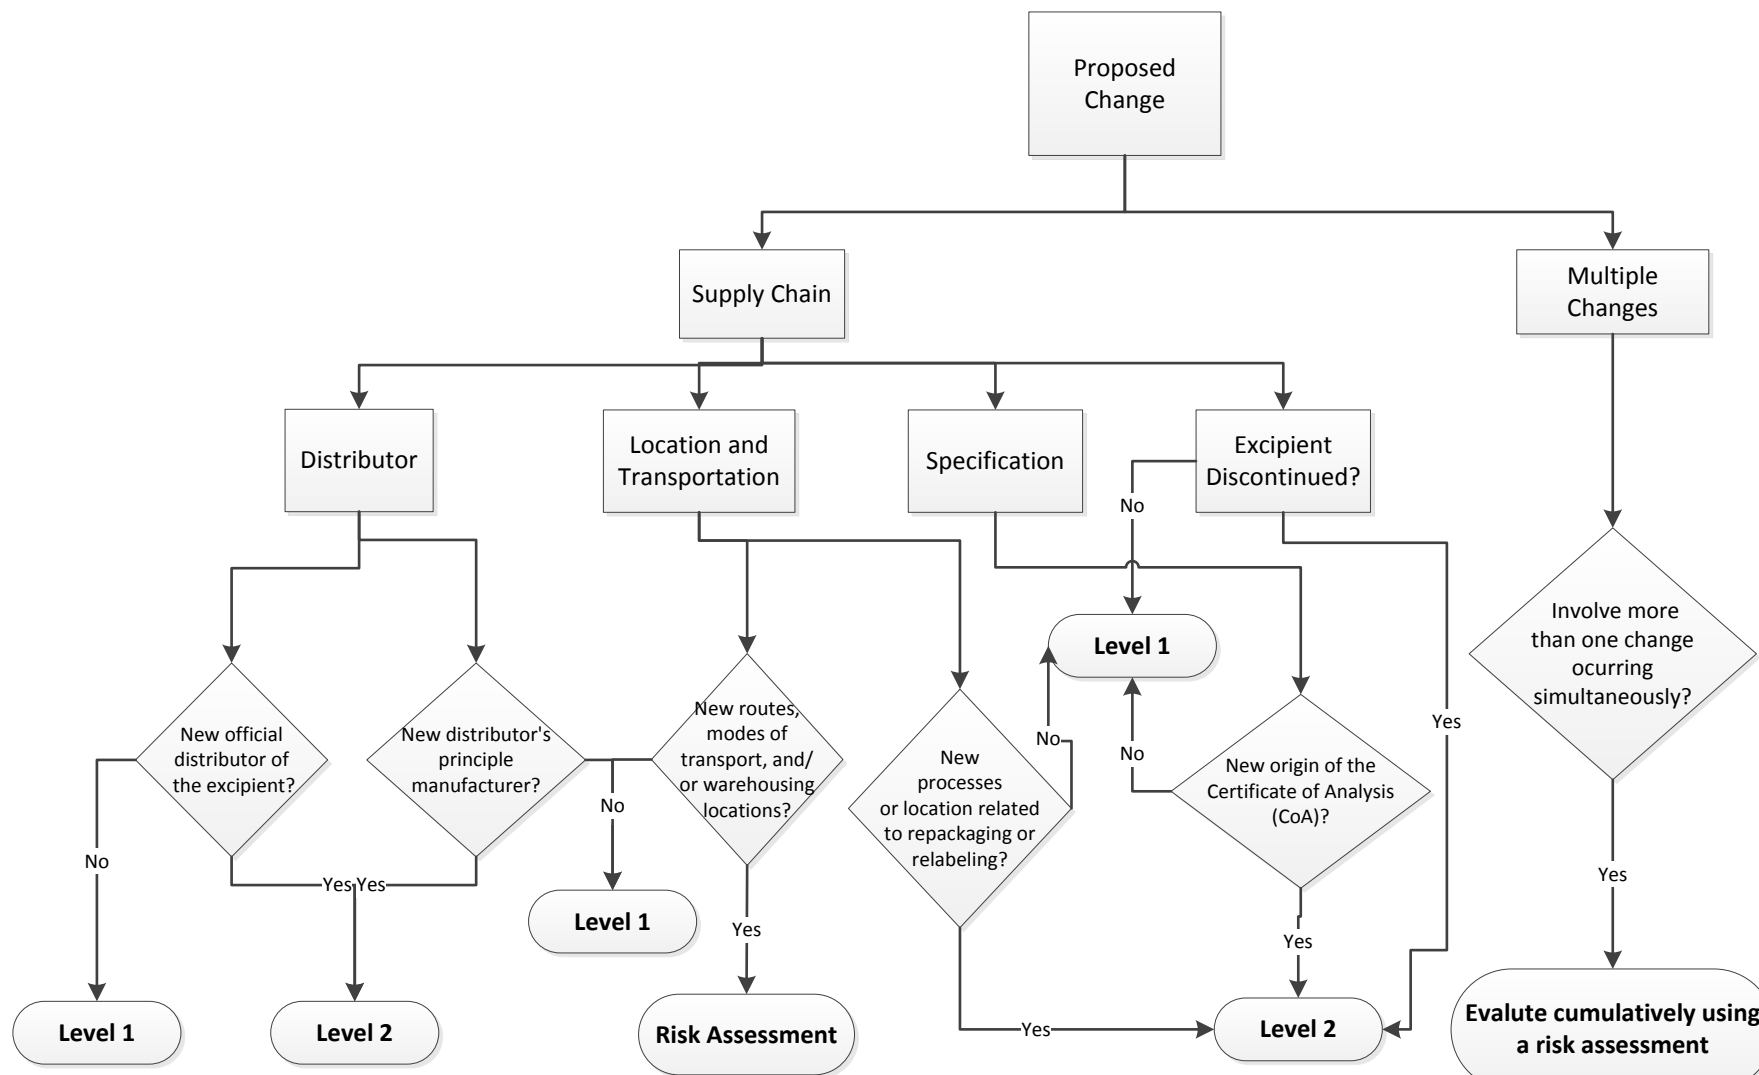 Proposed
Change
Supply Chain
Multiple
Changes
Distributor
Location and
Transportation
Specification
Excipient
Discontinued?
No
Involve more
than one change
ocurring
simultaneously?
Level 1
New official
distributor of
the excipient?
New distributor's
principle
manufacturer?
New routes,
modes of
transport, and/
or warehousing
locations?
New
processes
or location related
to repackaging or
relabeling?
No
No
New origin of the
Certificate of Analysis
(CoA)?
Yes
No
No
Yes
Yes
Level 1
Yes
Yes
Yes
Level 1
Level 2
Risk Assessment
Yes
Level 2
Evalute cumulatively using
a risk assessment